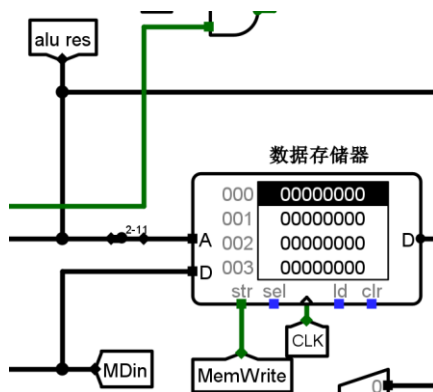 alu res
数据存储器
000 00000000
001 00000000
2-11
A 002 00000000 D
D 003 00000000
str sel ld clr
CLK
MDin
MemWrite
0